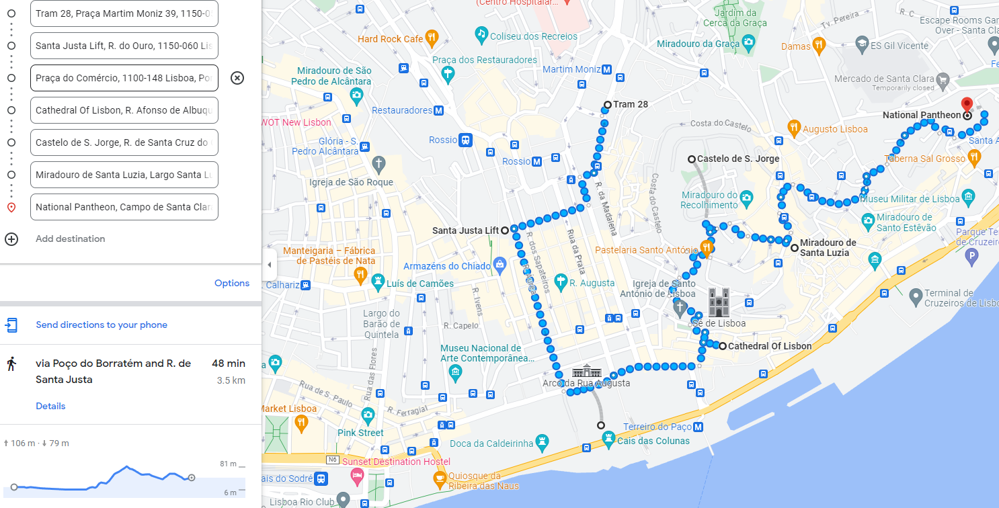 Tram 28, Praça Martim Moniz 39, 1150-0
Santa Justa Lift, R. do Ouro, 1150-060 Lis
Praça do Comércio, 1100-148 Lisboa, Por
Cathedral Of Lisbon, R. Afonso de Albuqu
Castelo de S. Jorge, R. de Santa Cruz do
Miradouro de Santa Luzia, Largo Santa Lu
National Pantheon, Campo de Santa Clar
Add destination
Options
Send directions to your phone
via Poço do Borratém and R. de
Santa Justa
48 min
3.5 km
Details
106 m · 79 m
81 m
6 m
(Centro Hospitalar...
Jardim da
Cerca da Graça
Tv. Pereira
R. C
Escape Rooms Gam
Over - Santa Cla
Hard Rock Cafe
Coliseu dos Recreios
Miradouro da Graça
Damas
ES Gil Vicente
Praça dos Restauradores
Martim Moniz
Fe
Miradouro de São
Pedro de Alcântara
Mercado de Santa Clara
Temporarily closed
Restauradores
Tram 28
National Pantheon
WOT New Lisbon
Costa do Castelo
Augusto Lisboa
Glória - S.
Pedro Alcântara
Rossio
Santa A
Rossio
Castelo de S. Jorge
Taberna Sal Grosso
Igreja de São Roque
R. da Madalena
Costa do Castelo
Miradouro do
Recolhimento
Museu Militar de Lisboa
Miradouro de
Santo Estêvão
Santa Justa Lift
R. dos Sapateiros
Rua da Prata
Parque Te
de Cruzeiro
Miradouro de
Santa Luzia
Manteigaria – Fábrica
de Pastéis de Nata
Pastelaria Santo António
Armazéns do Chiado
R. Áurea
Calhariz
Luís de Camões
R. Augusta
Igreja de Santo
António de Lisboa
R. Ivens
Terminal de
Cruzeiros de Lisbo
Largo do
Barão de
Quintela
R. Capelo
Sé de Lisboa
Cathedral Of Lisbon
Museu Nacional de
Arte Contemporânea...
Rua das Flores
a
Arco da Rua Augusta
Rua de S. Paulo
Market Lisboa
R. Ferragial
Pink Street
Terreiro do Paço
Doca da Caldeirinha
Cais das Colunas
N6
Sunset Destination Hostel
ais do Sodré
Quiosque da
Ribeira das Naus
Lisboa Rio Club